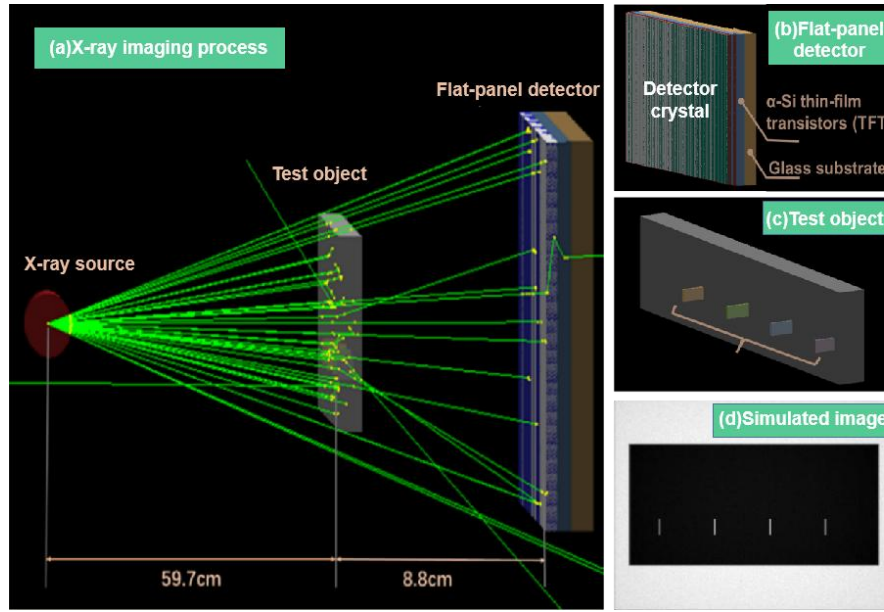 (a)X-ray imaging process
Flat-panel detector
Test object
X-ray source
59.7cm
8.8cm
(b)Flat-panel
detector
Detector
crystal
α-Si thin-film
transistors (TFT
Glass substrate
(c)Test object
(d)Simulated image